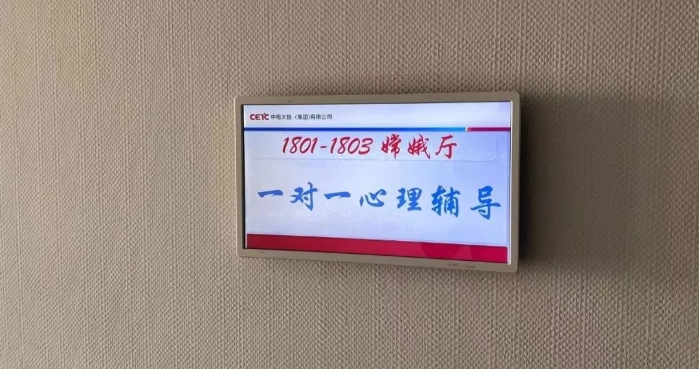 CETC 中电太极（集团）有限公司
1801-1803 嫦娥厅
一对一心理辅导